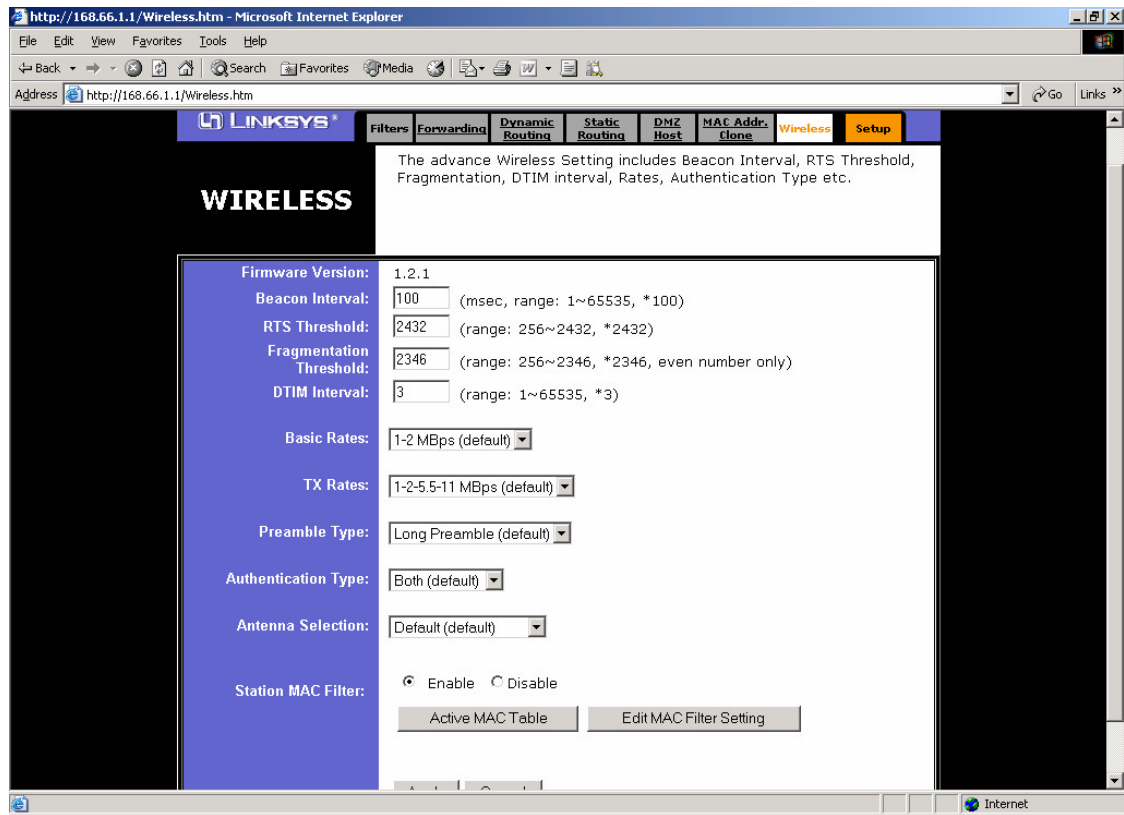 http://168.66.1.1/Wireless.htm - Microsoft Internet Explorer
File Edit View Favorites Tools Help
Back Search Favorites Media
Address http://168.66.1.1/Wireless.htm Go Links »
LINKSYS® Filters Forwarding Dynamic Routing Static Routing DMZ Host MAC Addr. Clone Wireless Setup
WIRELESS
The advance Wireless Setting includes Beacon Interval, RTS Threshold,
Fragmentation, DTIM interval, Rates, Authentication Type etc.
Firmware Version: 1.2.1
Beacon Interval: 100 (msec, range: 1~65535, *100)
RTS Threshold: 2432 (range: 256~2432, *2432)
Fragmentation Threshold: 2346 (range: 256~2346, *2346, even number only)
DTIM Interval: 3 (range: 1~65535, *3)
Basic Rates: 1-2 MBps (default)
TX Rates: 1-2-5.5-11 MBps (default)
Preamble Type: Long Preamble (default)
Authentication Type: Both (default)
Antenna Selection: Default (default)
Station MAC Filter: Enable Disable
Active MAC Table Edit MAC Filter Setting
Internet